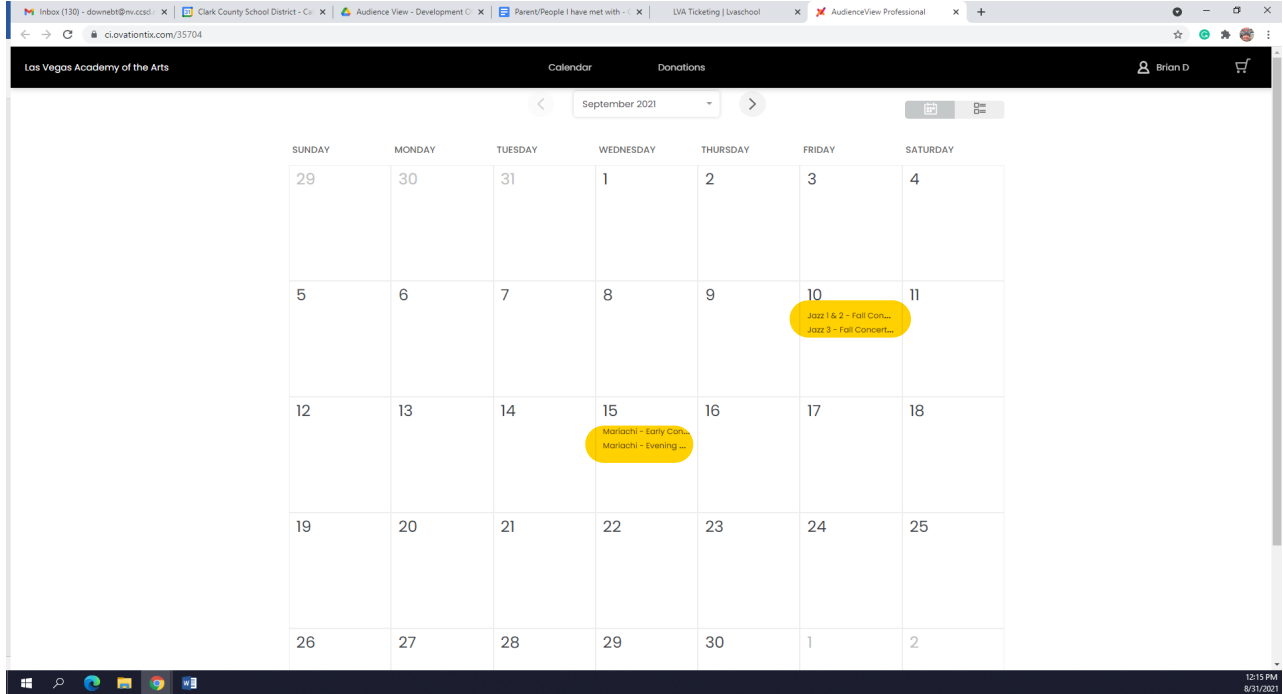 Inbox (130) - downebt@nv.ccsd.
Clark County School District - Ca
Audience View - Development O
Parent/People I have met with -
LVA Ticketing | Lvaschool
AudienceView Professional
ci.ovationtix.com/35704
Las Vegas Academy of the Arts
Calendar
Donations
Brian D
September 2021
SUNDAY MONDAY TUESDAY WEDNESDAY THURSDAY FRIDAY SATURDAY
29 30 31 1 2 3 4
5 6 7 8 9 10 11
Jazz 1 & 2 - Fall Con...
Jazz 3 - Fall Concert...
12 13 14 15 16 17 18
Mariachi - Early Con...
Mariachi - Evening ...
19 20 21 22 23 24 25
26 27 28 29 30 1 2
12:15 PM
8/31/2021